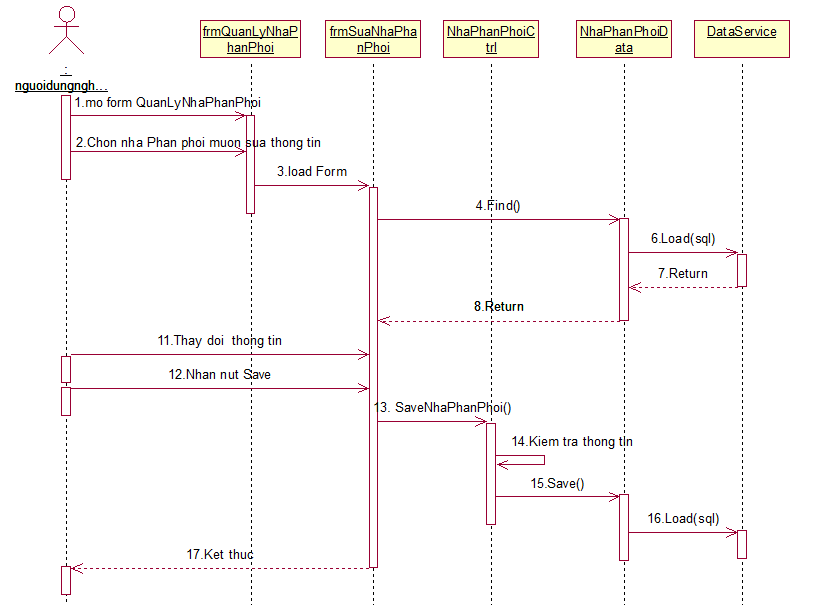 frmQuanLyNhaP
hanPhoi
frmSuaNhaPha
nPhoi
NhaPhanPhoiC
trl
NhaPhanPhoiD
ata
DataService
:
nguoidungngh...
1.mo form QuanLyNhaPhanPhoi
2.Chon nha Phan phoi muon sua thong tin
3.load Form
4.Find()
6.Load(sql)
7.Return
8.Return
11.Thay doi  thong tin
12.Nhan nut Save
13. SaveNhaPhanPhoi()
14.Kiem tra thong tin
15.Save()
16.Load(sql)
17.Ket thuc